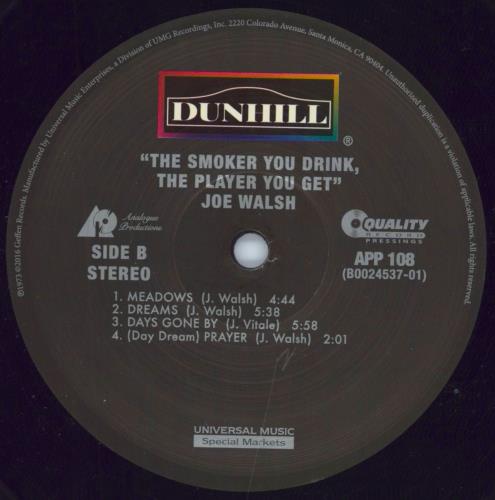 ℗1973 ©2016 Geffen Records. Manufactured by Universal Music Enterprises, a Division of UMG Recordings, Inc. 2220 Colorado Avenue, Santa Monica, CA 90404. Unauthorized duplication is a violation of applicable laws. All rights reserved.
DUNHILL®
"THE SMOKER YOU DRINK,
THE PLAYER YOU GET"
JOE WALSH
Analogue
Productions
QUALITY
RECORD
PRESSINGS
SIDE B
STEREO
APP 108
(B0024537-01)
1. MEADOWS (J. Walsh) 4:44
2. DREAMS (J. Walsh) 5:38
3. DAYS GONE BY (J. Vitale) 5:58
4. (Day Dream) PRAYER (J. Walsh) 2:01
UNIVERSAL MUSIC
Special Markets